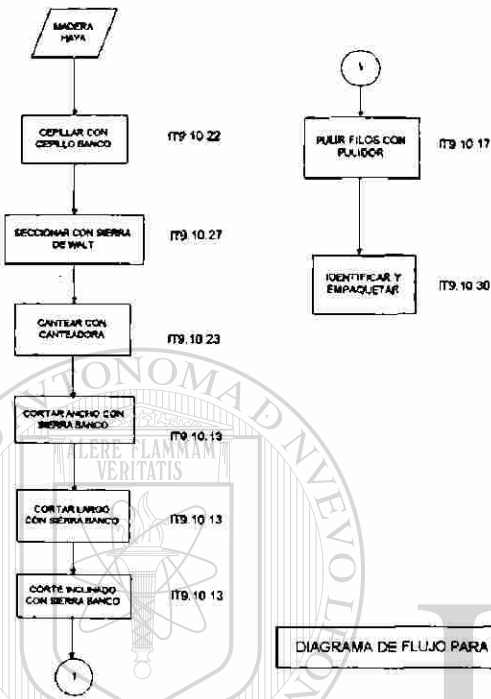 MADERA
HAYA
CEPILLAR CON
CEPILLO BANCO
IT9.10.22
SECCIONAR CON SIERRA
DE WALT
IT9.10.27
CANTEAR CON
CANTEADORA
IT9.10.23
CORTAR ANCHO CON
SIERRA BANCO
IT9.10.13
CORTAR LARGO
CON SIERRA BANCO
IT9.10.13
CORTE INCLINADO
CON SIERRA BANCO
IT9.10.13
1
1
PULIR FILOS CON
PULIDOR
IT9.10.17
IDENTIFICAR Y
EMPAQUETAR
IT9.10.30
DIAGRAMA DE FLUJO PARA
AUTONOMA D NUEVO LEON
ALERE FLAMMAM
VERITATIS